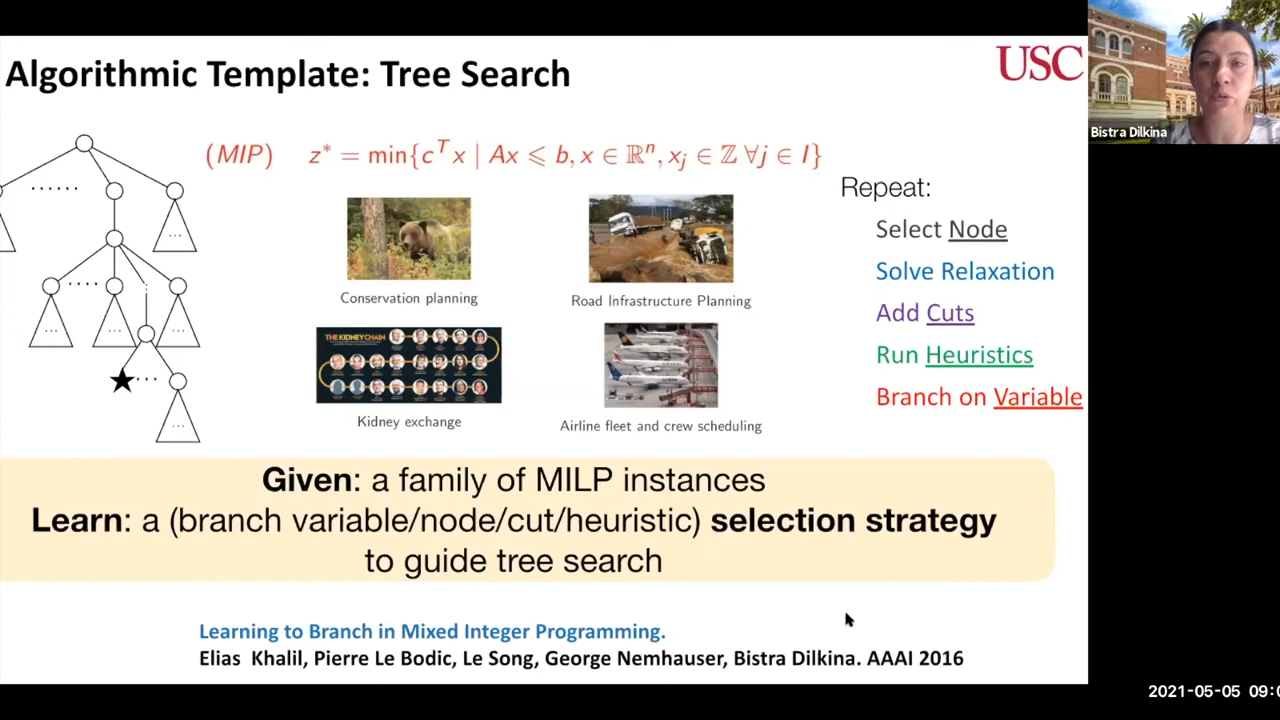 Algorithmic Template: Tree Search
USC
Bistra Dilkina
(MIP) z* = min{cᵀx | Ax ⩽ b, x ∈ ℝⁿ, xⱼ ∈ ℤ ∀j ∈ I}
Repeat:
Select Node
Solve Relaxation
Add Cuts
Run Heuristics
Branch on Variable
Conservation planning
Road Infrastructure Planning
THE KIDNEY CHAIN
Kidney exchange
Airline fleet and crew scheduling
Given: a family of MILP instances
Learn: a (branch variable/node/cut/heuristic) selection strategy
to guide tree search
Learning to Branch in Mixed Integer Programming.
Elias Khalil, Pierre Le Bodic, Le Song, George Nemhauser, Bistra Dilkina. AAAI 2016
2021-05-05